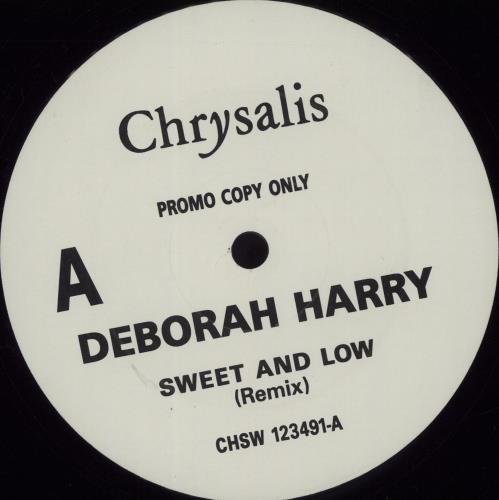 Chrysalis
PROMO COPY ONLY
A
DEBORAH HARRY
SWEET AND LOW
(Remix)
CHSW 123491-A